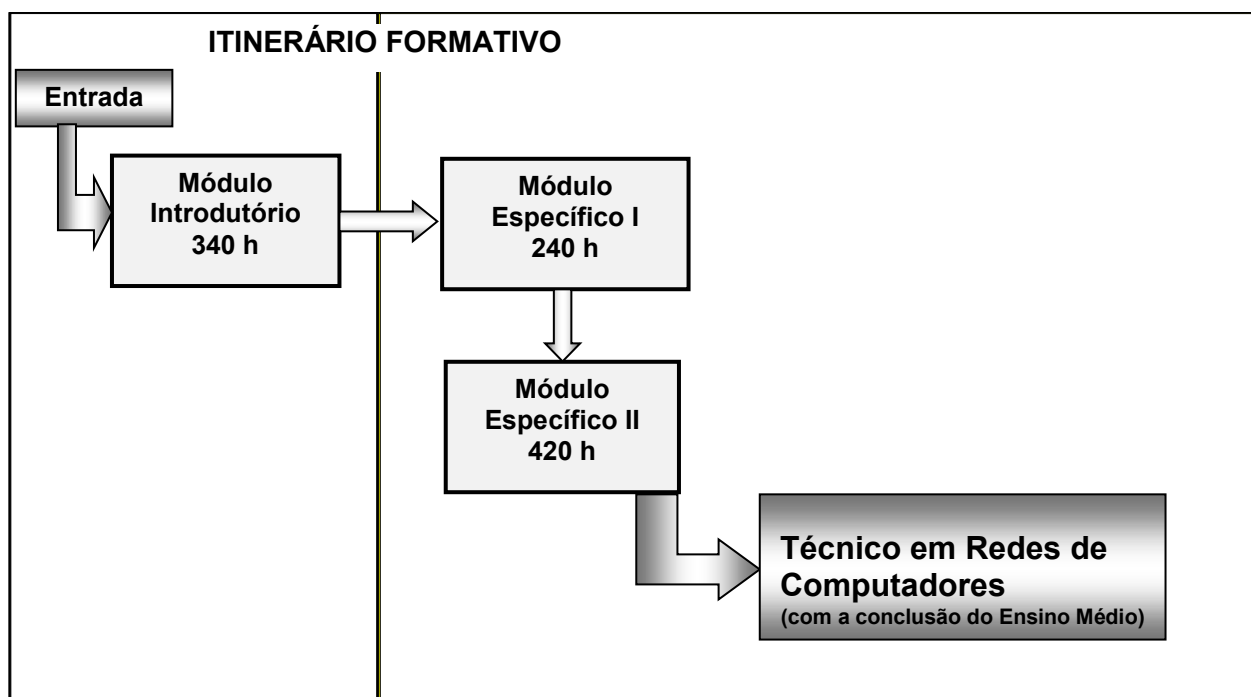 ITINERÁRIO FORMATIVO
Entrada
Módulo
Introdutório
340 h
Módulo
Específico I
240 h
Módulo
Específico II
420 h
Técnico em Redes de
Computadores
(com a conclusão do Ensino Médio)